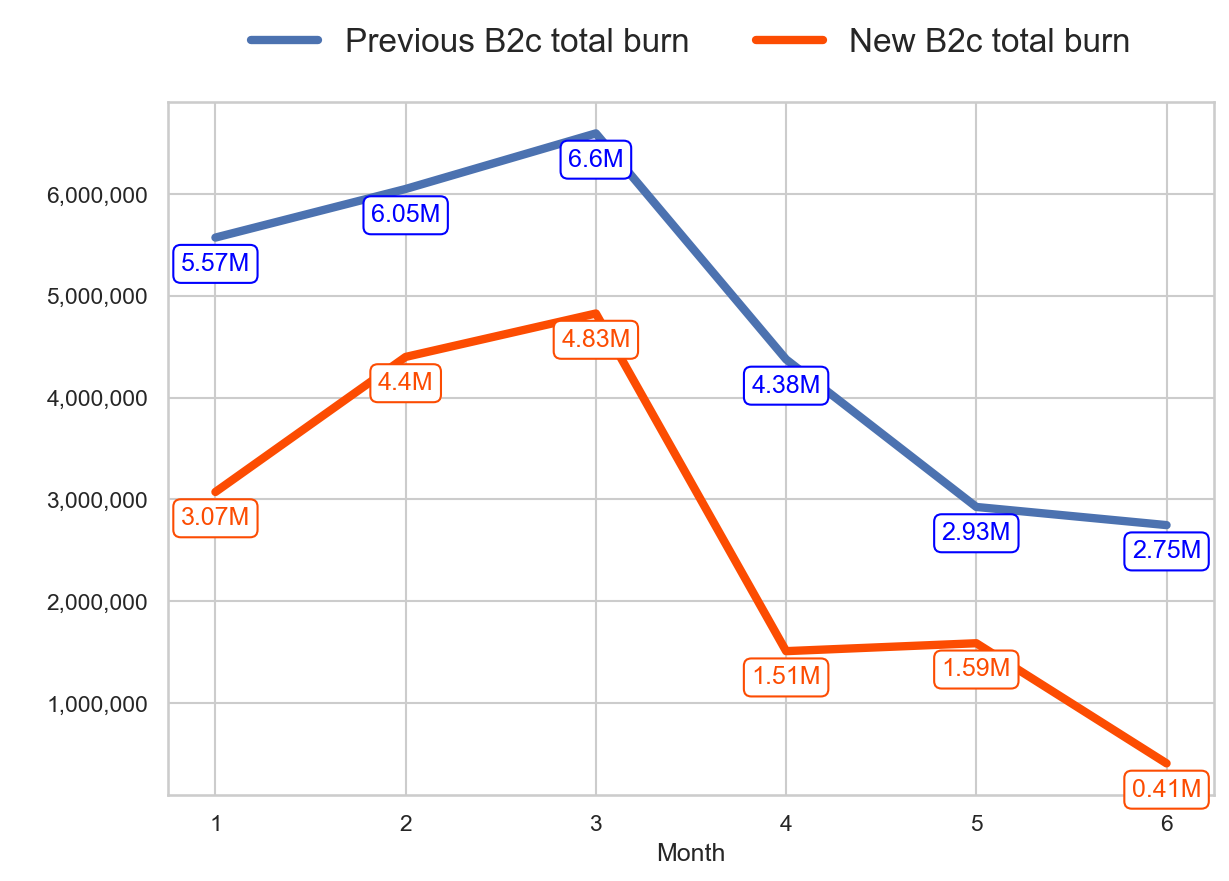 Previous B2c total burn New B2c total burn
6.6M
6,000,000
6.05M
5.57M
5,000,000
4.83M
4.4M
4.38M
4,000,000
3,000,000
3.07M
2.93M
2.75M
2,000,000
1.51M
1.59M
1,000,000
0.41M
1 2 3 4 5 6
Month